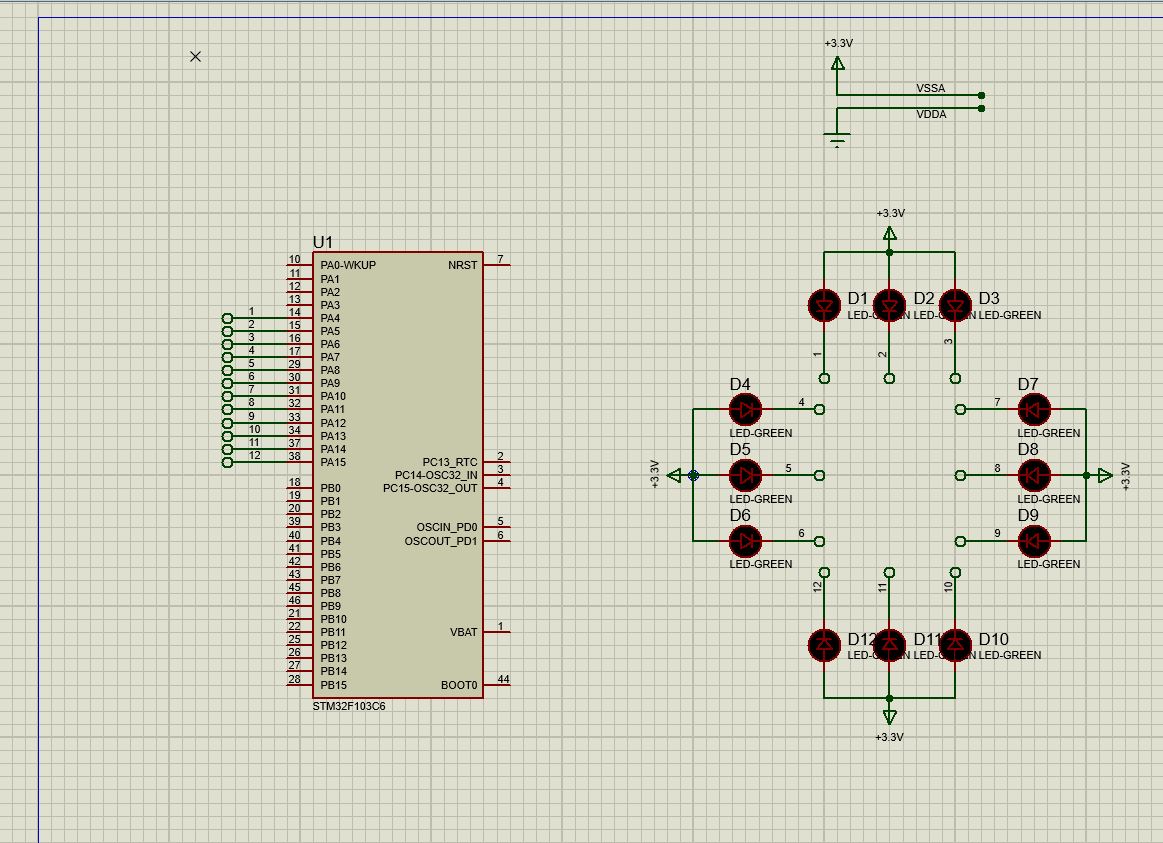 +3.3V
VSSA
VDDA
+3.3V
U1
10 PA0-WKUP NRST 7
11 PA1
12 PA2
13 PA3
1 14 PA4
2 15 PA5
3 16 PA6
4 17 PA7
5 29 PA8
6 30 PA9
7 31 PA10
8 32 PA11
9 33 PA12
10 34 PA13
11 37 PA14
12 38 PA15
PC13_RTC 2
PC14-OSC32_IN 3
PC15-OSC32_OUT 4
18 PB0
19 PB1
20 PB2
39 PB3 OSCIN_PD0 5
40 PB4 OSCOUT_PD1 6
41 PB5
42 PB6
43 PB7
45 PB8
46 PB9
21 PB10
22 PB11 VBAT 1
25 PB12
26 PB13
27 PB14
28 PB15 BOOT0 44
STM32F103C6
D1 D2 D3
LED-G N LED-G N LED-GREEN
1 2 3
D4
4
LED-GREEN
D5
5
LED-GREEN
D6
6
LED-GREEN
+3.3V
D7
7
LED-GREEN
D8
8
LED-GREEN
D9
9
LED-GREEN
+3.3V
12 11 10
D12 D11 D10
LED-G N LED-G N LED-GREEN
+3.3V